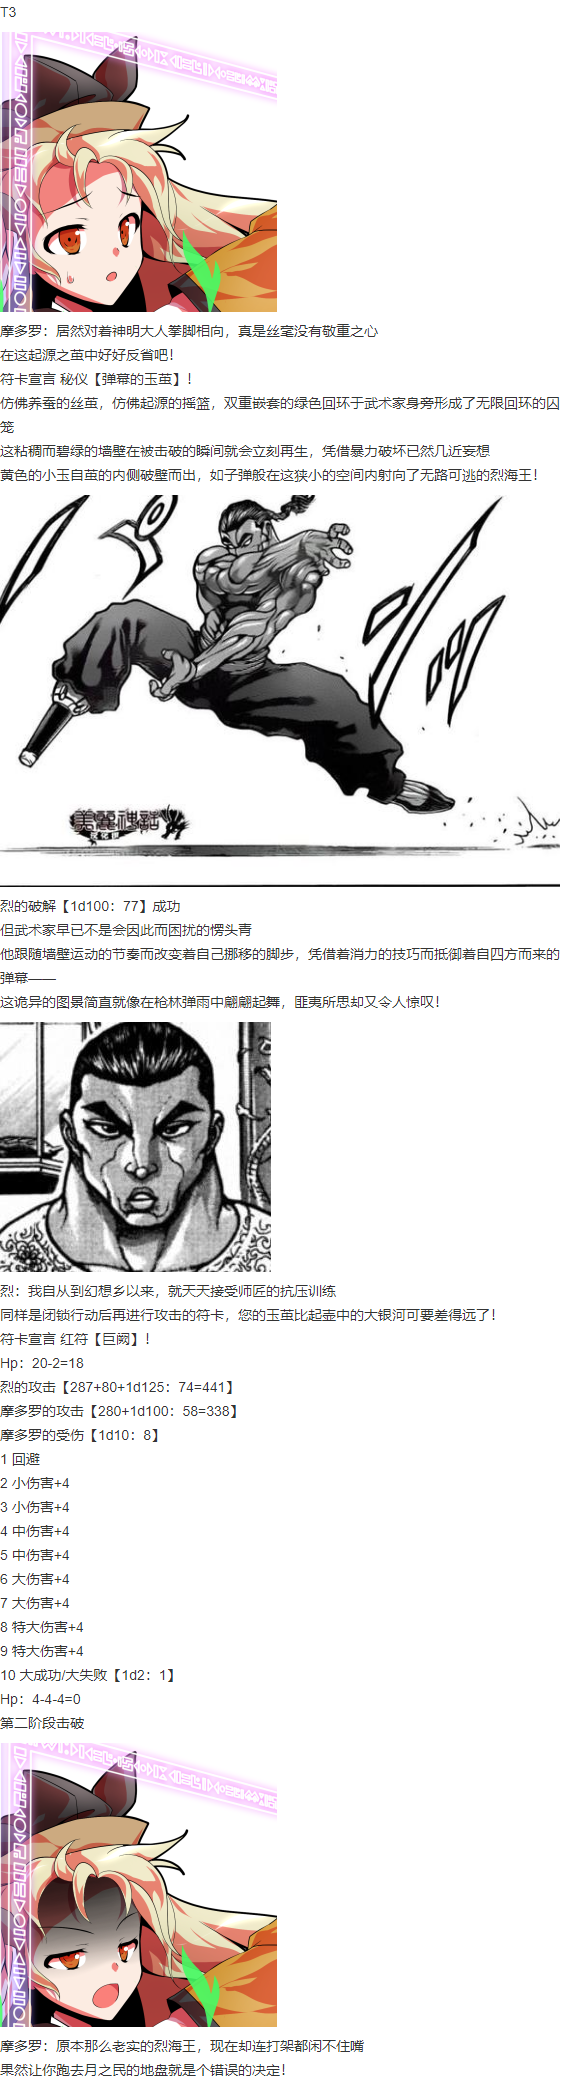 T3
摩多罗：居然对着神明大人拳脚相向，真是丝毫没有敬重之心
在这起源之茧中好好反省吧！
符卡宣言 秘仪【弹幕的玉茧】！
仿佛养蚕的丝茧，仿佛起源的摇篮，双重嵌套的绿色回环于武术家身旁形成了无限回环的囚
笼
这粘稠而碧绿的墙壁在被击破的瞬间就会立刻再生，凭借暴力破坏已然几近妄想
黄色的小玉自茧的内侧破壁而出，如子弹般在这狭小的空间内射向了无路可逃的烈海王！
美麗神話
烈的破解【1d100：77】成功
但武术家早已不是会因此而困扰的愣头青
他跟随墙壁运动的节奏而改变着自己挪移的脚步，凭借着消力的技巧而抵御着自四方而来的
弹幕——
这诡异的图景简直就像在枪林弹雨中翩翩起舞，匪夷所思却又令人惊叹！
烈：我自从到幻想乡以来，就天天接受师匠的抗压训练
同样是闭锁行动后再进行攻击的符卡，您的玉茧比起壶中的大银河可要差得远了！
符卡宣言 红符【巨阙】！
Hp：20-2=18
烈的攻击【287+80+1d125：74=441】
摩多罗的攻击【280+1d100：58=338】
摩多罗的受伤【1d10：8】
1 回避
2 小伤害+4
3 小伤害+4
4 中伤害+4
5 中伤害+4
6 大伤害+4
7 大伤害+4
8 特大伤害+4
9 特大伤害+4
10 大成功/大失败【1d2：1】
Hp：4-4-4=0
第二阶段击破
摩多罗：原本那么老实的烈海王，现在却连打架都闲不住嘴
果然让你跑去月之民的地盘就是个错误的决定！